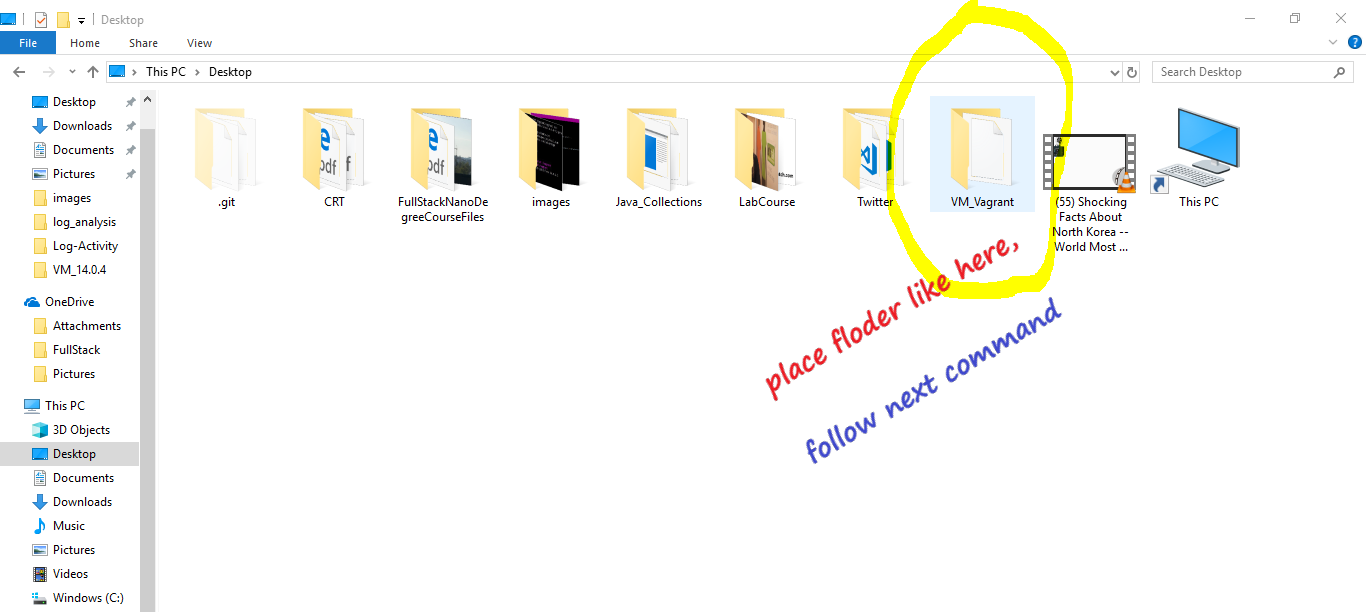 Desktop
File Home Share View
This PC > Desktop
Search Desktop
Desktop
Downloads
Documents
Pictures
images
log_analysis
Log-Activity
VM_14.0.4
OneDrive
Attachments
FullStack
Pictures
This PC
3D Objects
Desktop
Documents
Downloads
Music
Pictures
Videos
Windows (C:)
.git
CRT
FullStackNanoDe
greeCourseFiles
images
Java_Collections
LabCourse
Twitter
VM_Vagrant
(55) Shocking
Facts About
North Korea --
World Most ...
This PC
place floder like here,
follow next command